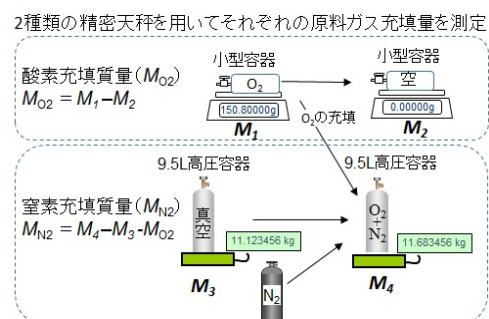 2種類の精密天秤を用いてそれぞれの原料ガス充填量を測定
酸素充填質量(MO2)
MO2 = M1–M2
小型容器
O2
150.80000g
M1
小型容器
空
0.00000g
M2
O2の充填
窒素充填質量(MN2)
MN2 = M4–M3-MO2
9.5L高圧容器
真空
11.123456 kg
M3
N2
9.5L高圧容器
O2+N2
11.683456 kg
M4